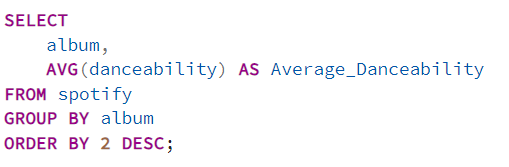 SELECT
    album,
    AVG(danceability) AS Average_Danceability
FROM spotify
GROUP BY album
ORDER BY 2 DESC;